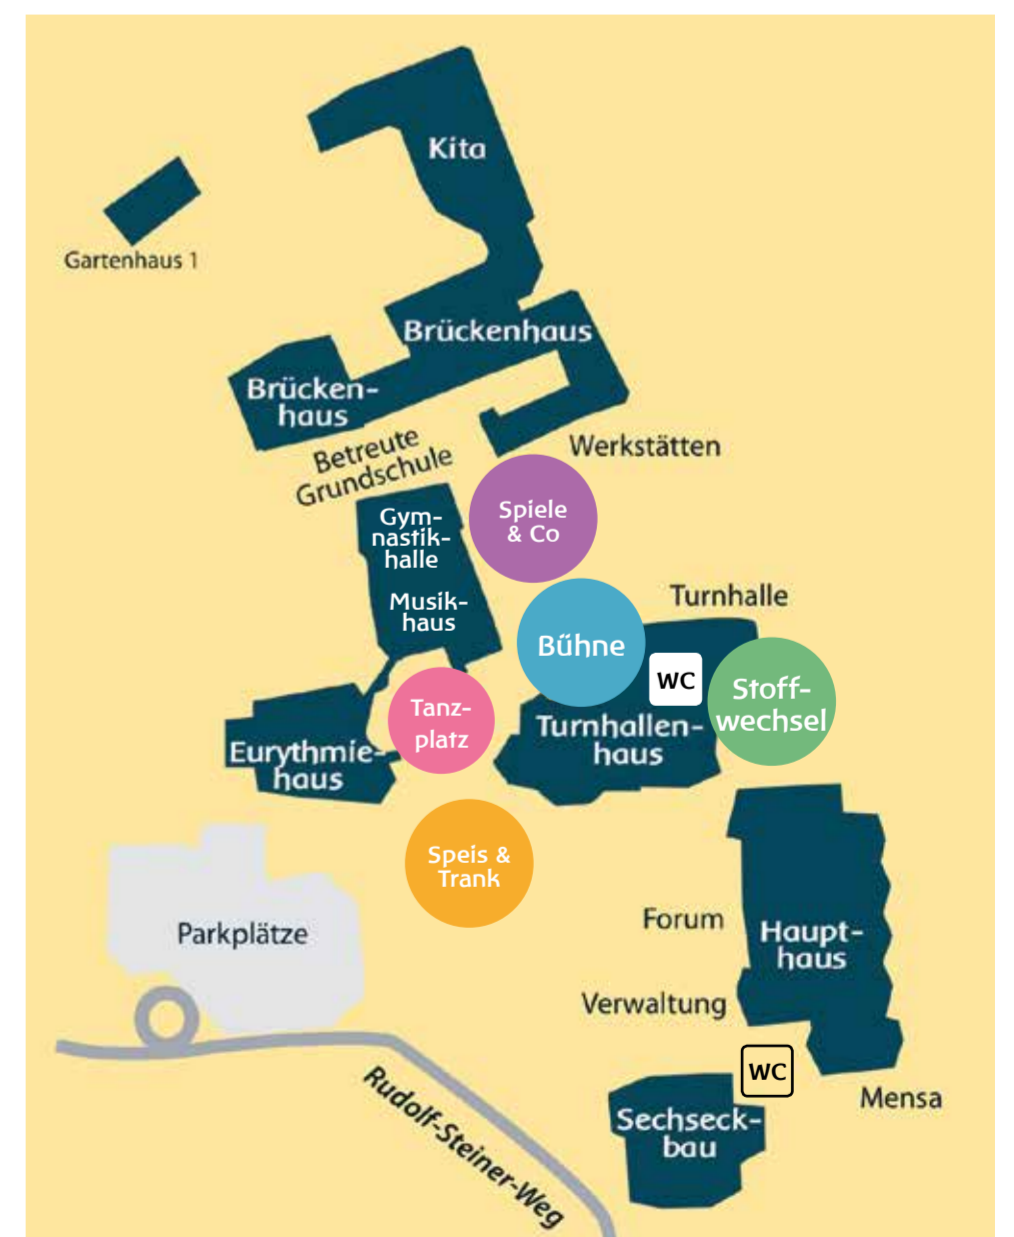 Kita
Gartenhaus 1
Brückenhaus
Brücken-
haus
Betreute
Grundschule
Werkstätten
Gym-
nastik-
halle
Musik-
haus
Spiele
& Co
Turnhalle
Bühne
WC
Stoff-
wechsel
Tanz-
platz
Turnhallen-
haus
Eurythmie-
haus
Speis &
Trank
Parkplätze
Forum
Haupt-
haus
Verwaltung
WC
Mensa
Sechseck-
bau
Rudolf-Steiner-Weg